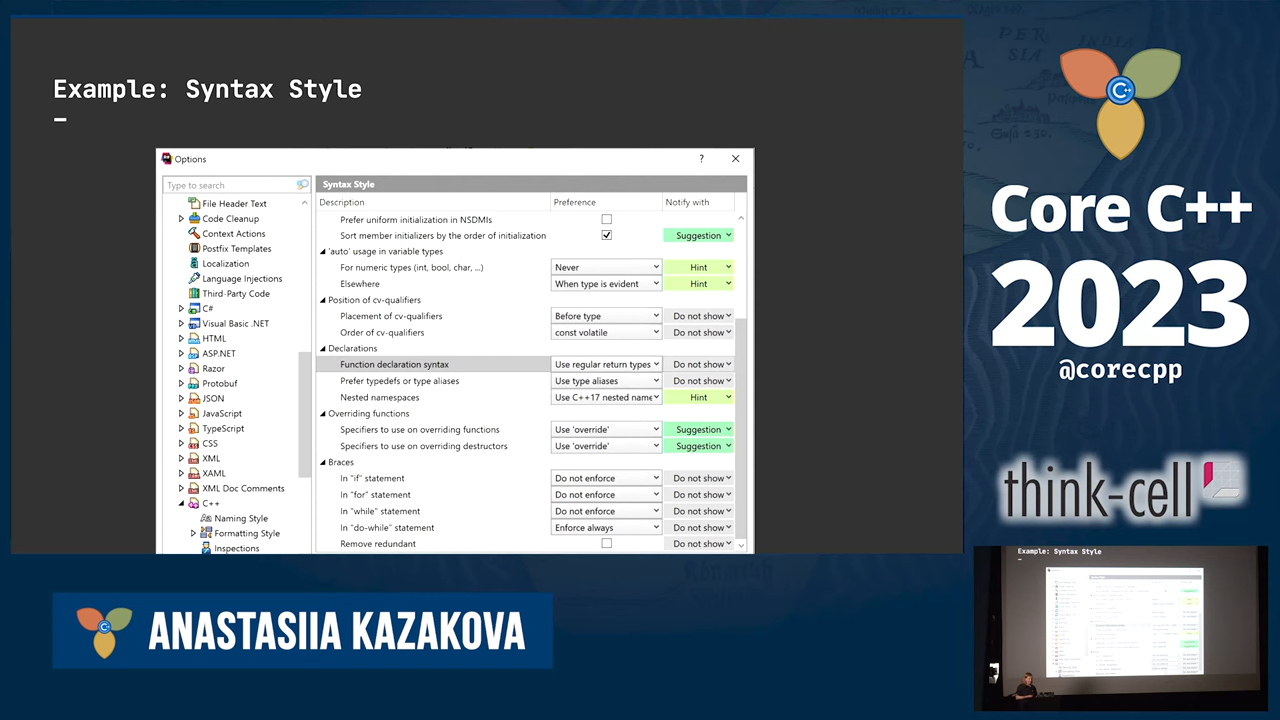 Example: Syntax Style
Options
?
Type to search
Syntax Style
Description Preference Notify with
File Header Text
Code Cleanup
Context Actions
Postfix Templates
Localization
Language Injections
Third-Party Code
C#
Visual Basic .NET
HTML
ASP.NET
Razor
Protobuf
JSON
JavaScript
TypeScript
CSS
XML
XAML
XML Doc Comments
C++
Naming Style
Formatting Style
Inspections
Prefer uniform initialization in NSDMIs
Sort member initializers by the order of initialization Suggestion
'auto' usage in variable types
For numeric types (int, bool, char, ...) Never Hint
Elsewhere When type is evident Hint
Position of cv-qualifiers
Placement of cv-qualifiers Before type Do not show
Order of cv-qualifiers const volatile Do not show
Declarations
Function declaration syntax Use regular return types Do not show
Prefer typedefs or type aliases Use type aliases Do not show
Nested namespaces Use C++17 nested name Hint
Overriding functions
Specifiers to use on overriding functions Use 'override' Suggestion
Specifiers to use on overriding destructors Use 'override' Suggestion
Braces
In "if" statement Do not enforce Do not show
In "for" statement Do not enforce Do not show
In "while" statement Do not enforce Do not show
In "do-while" statement Enforce always Do not show
Remove redundant Do not show
C++
Core C++
2023
@corecpp
think-cell
Example: Syntax Style
C++
ANASTASIIA KAZAKOVA